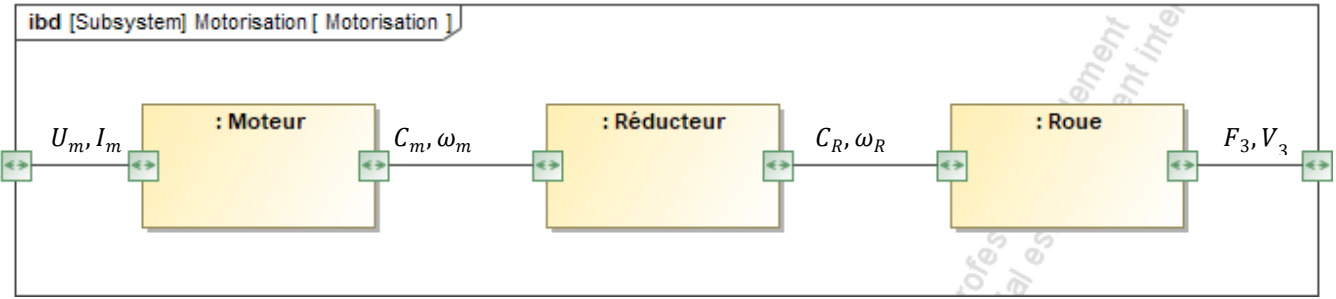 ibd [Subsystem] Motorisation [ Motorisation ]
: Moteur
: Réducteur
: Roue
U_m, I_m
C_m, ω_m
C_R, ω_R
F_3, V_3